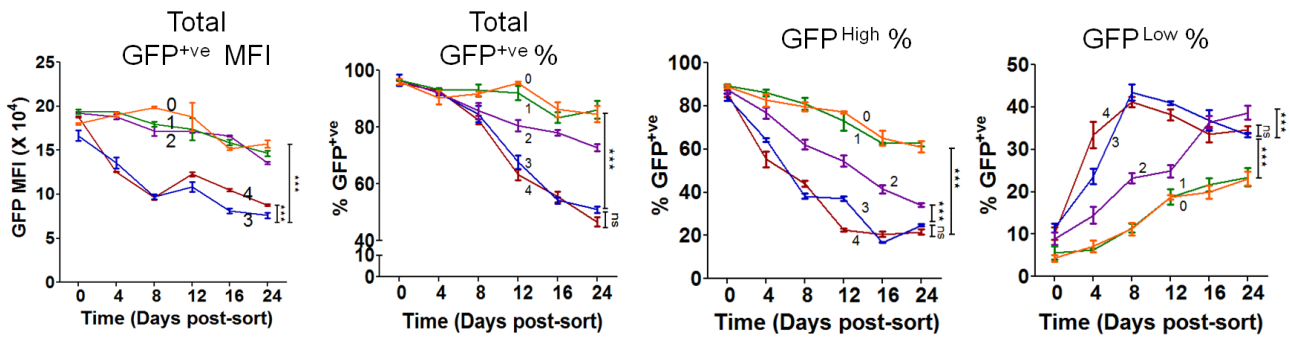 Total
GFP+ve MFI
GFP MFI (X 10⁴)
25
20
15
10
5
0
0
1
2
4
3
***
***
0 4 8 12 16 24
Time (Days post-sort)
Total
GFP+ve %
% GFP+ve
100
80
60
40
40
0
0
1
2
3
4
***
ns
0 4 8 12 16 24
Time (Days post-sort)
GFP High %
% GFP+ve
100
80
60
40
20
0
0
1
2
3
4
***
ns
***
0 4 8 12 16 24
Time (Days post-sort)
GFP Low %
% GFP+ve
50
40
30
20
10
0
4
3
2
1
0
ns
***
***
0 4 8 12 16 24
Time (Days post-sort)